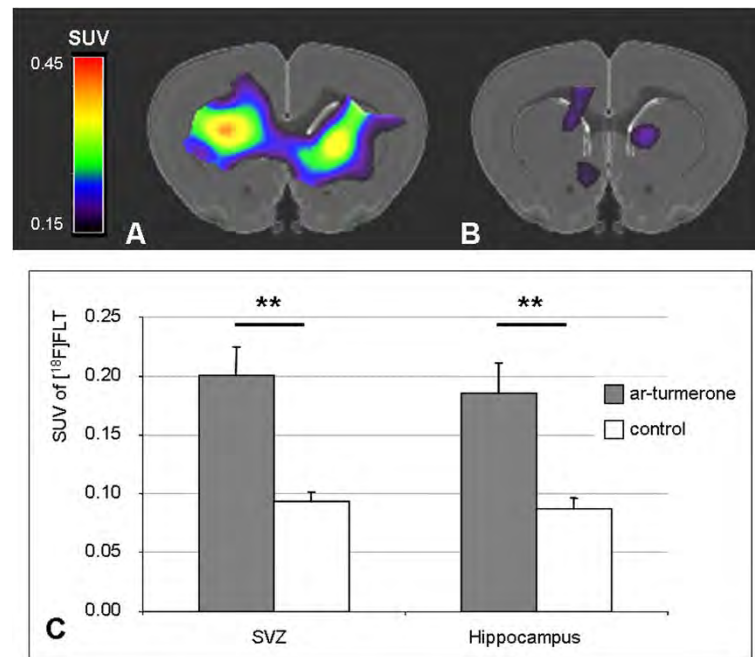 SUV
0.45
0.15
A
B
SUV of [¹⁸F]FLT
0.25
0.20
0.15
0.10
0.05
0.00
**
**
ar-turmerone
control
SVZ
Hippocampus
C